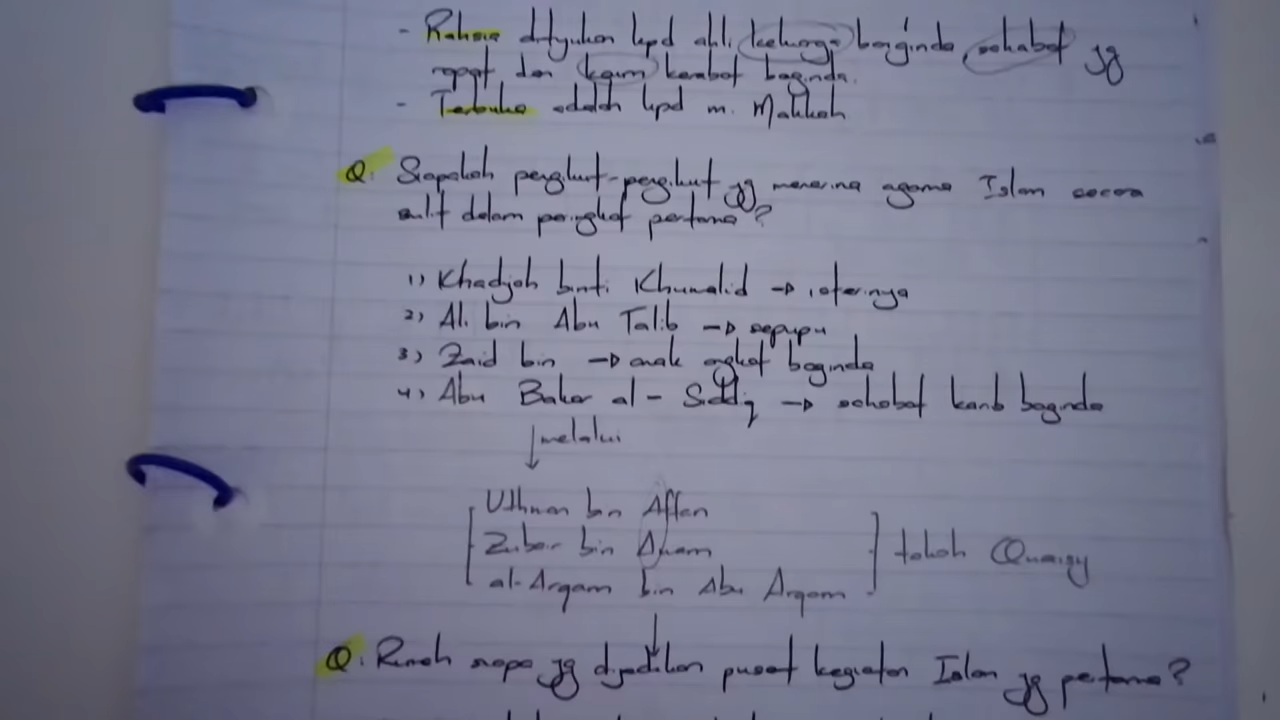 - Rahsia ditujukan kpd ahli keluarga baginda, sahabat yg
rapat dan kaum kerabat baginda.
- Terbuka adalah kpd m. Makkah
Q. Siapakah pengikut-pengikut yg menerima agama Islam secara
sulit dalam peringkat pertama?
1) Khadijah binti Khuwalid → isterinya
2) Ali bin Abu Talib → sepupu
3) Zaid bin → anak angkat baginda
4) Abu Bakar al-Siddiq → sahabat karib baginda
↓ melalui
Uthman bin Affan
Zubair bin Awam
al-Arqam bin Abu Arqam
] tokoh Quraisy
Q. Rumah siapa yg dijadikan pusat kegiatan Islam yg pertama?